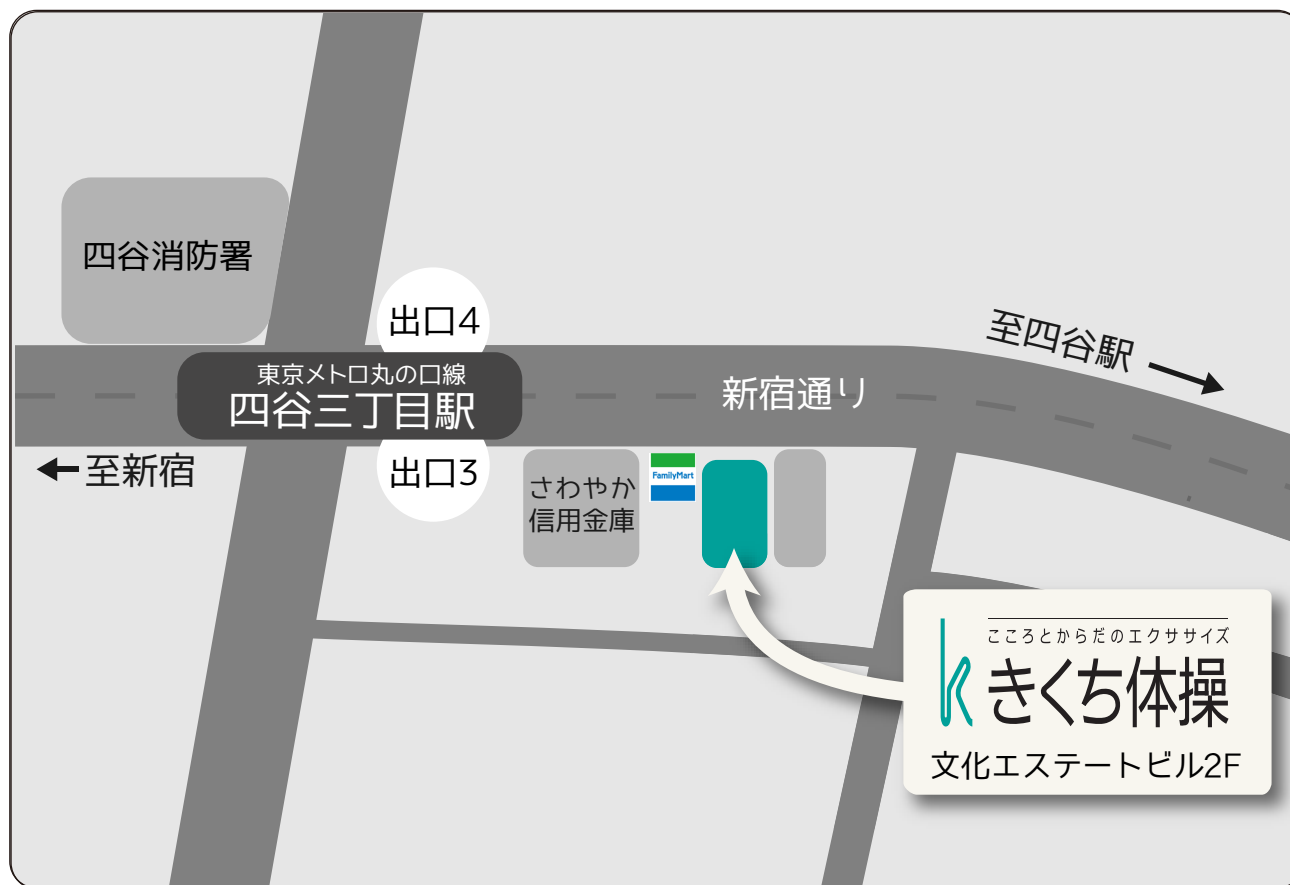 四谷消防署
出口4
東京メトロ丸の口線
四谷三丁目駅
新宿通り
至四谷駅
至新宿
出口3
さわやか
信用金庫
FamilyMart
こころとからだのエクササイズ
きくち体操
文化エステートビル2F